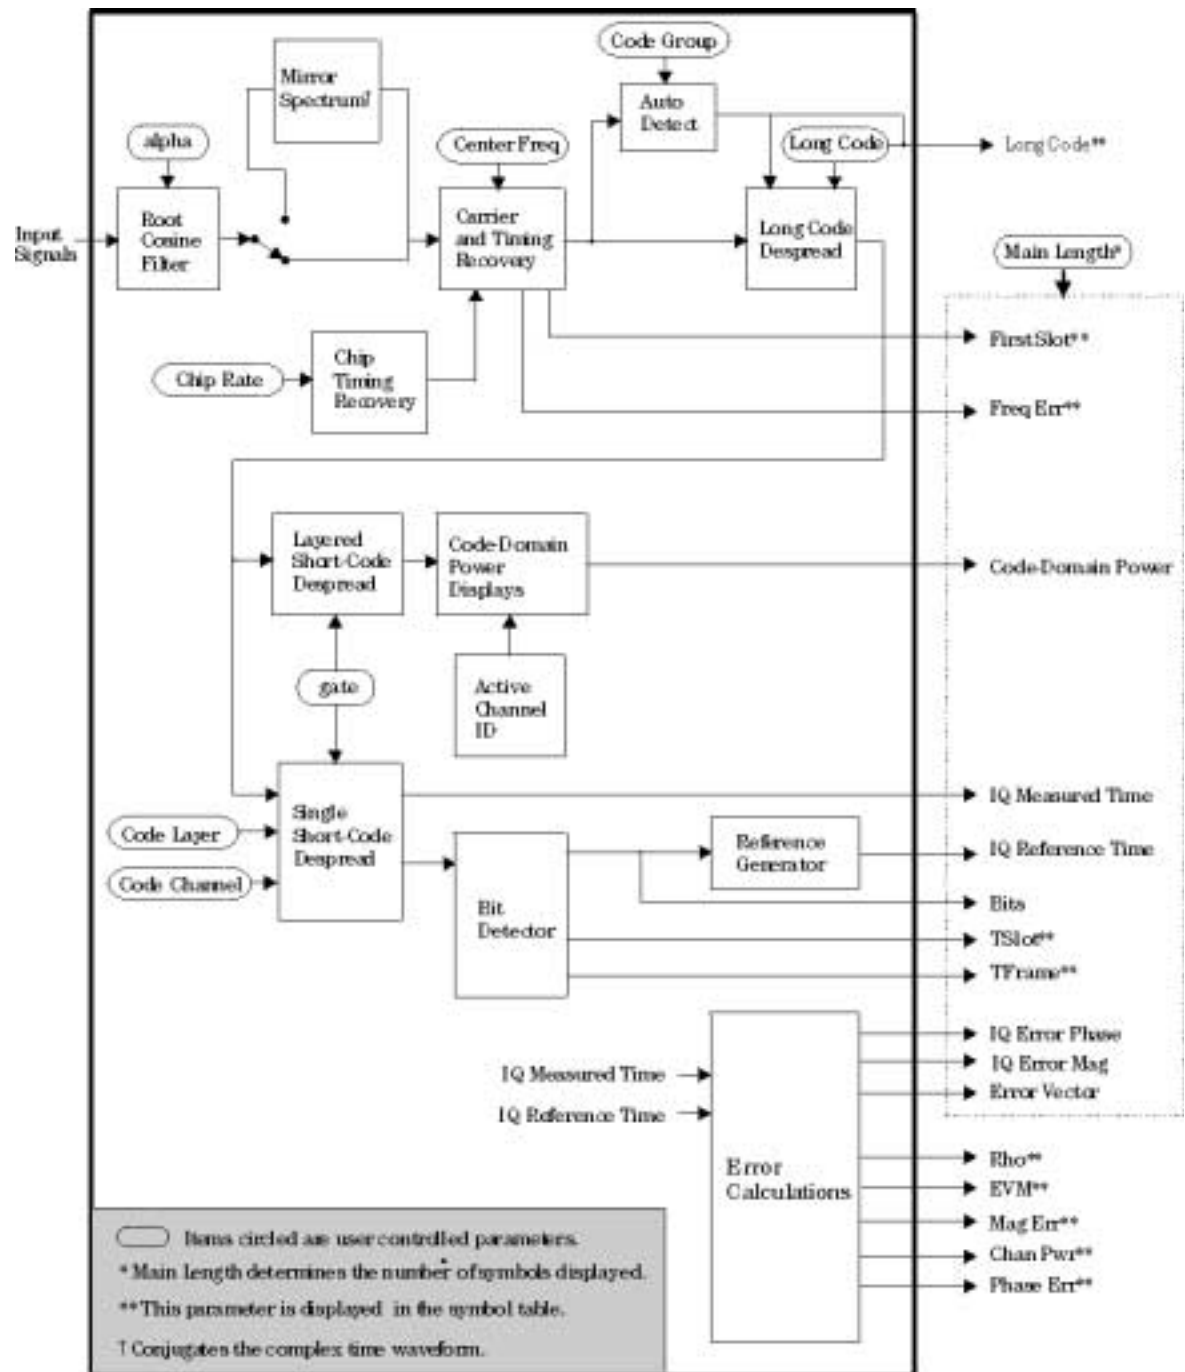 Code Group
Mirror
Spectrum†
Auto
Detect
alpha
Center Freq
Long Code
Long Code**
Input
Signals
Root
Cosine
Filter
Carrier
and Timing
Recovery
Long Code
Despread
Main Length*
First Slot**
Chip Rate
Chip
Timing
Recovery
Freq Err**
Layered
Short-Code
Despread
Code-Domain
Power
Displays
Code-Domain Power
gate
Active
Channel
ID
Single
Short-Code
Despread
IQ Measured Time
Code Layer
Code Channel
Reference
Generator
IQ Reference Time
Bit
Detector
Bits
TSlot**
TFrame**
IQ Measured Time
IQ Reference Time
Error
Calculations
IQ Error Phase
IQ Error Mag
Error Vector
Rho**
EVM**
Mag Err**
Chan Pwr**
Phase Err**
Items circled are user controlled parameters.
* Main Length determines the number of symbols displayed.
** This parameter is displayed in the symbol table.
† Conjugates the complex time waveform.